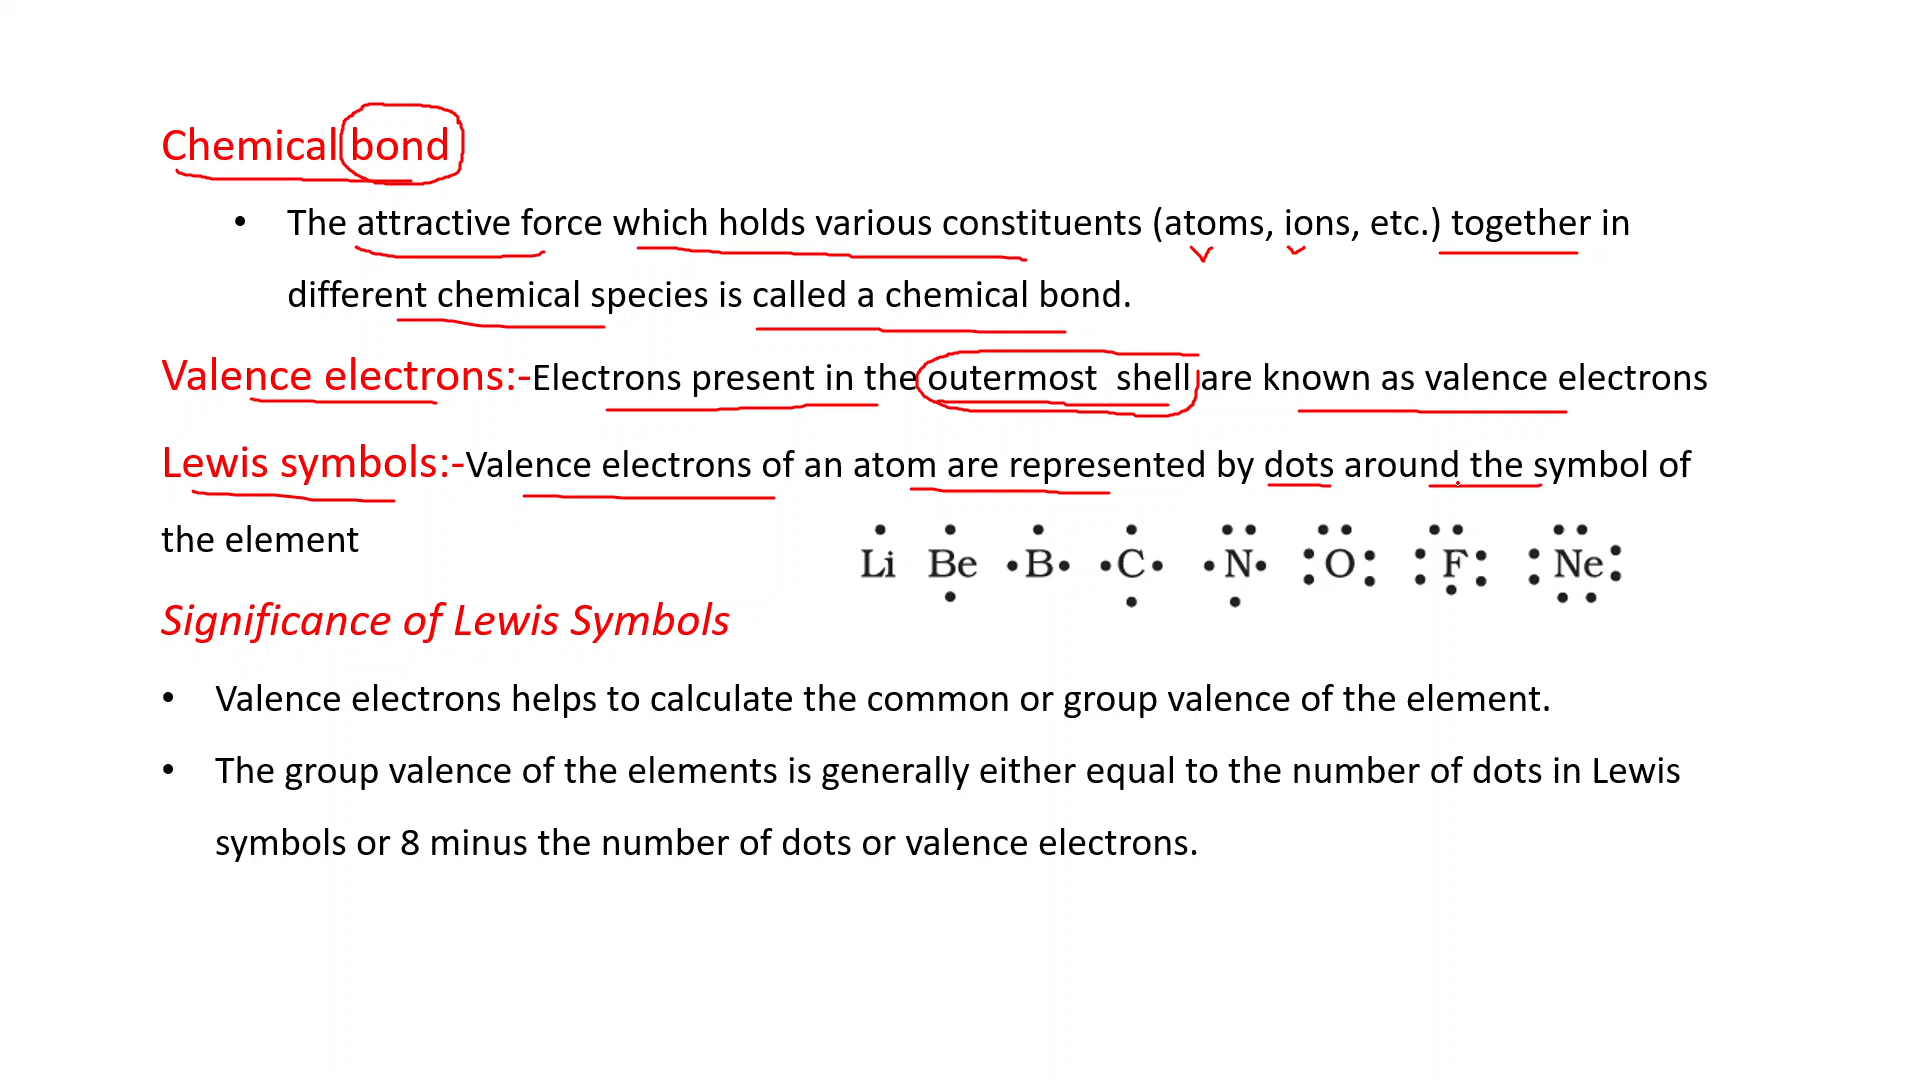 Chemical bond
• The attractive force which holds various constituents (atoms, ions, etc.) together in
different chemical species is called a chemical bond.
Valence electrons:-Electrons present in the outermost shell are known as valence electrons
Lewis symbols:-Valence electrons of an atom are represented by dots around the symbol of
the element
Li Be B C N O F Ne
Significance of Lewis Symbols
• Valence electrons helps to calculate the common or group valence of the element.
• The group valence of the elements is generally either equal to the number of dots in Lewis
symbols or 8 minus the number of dots or valence electrons.